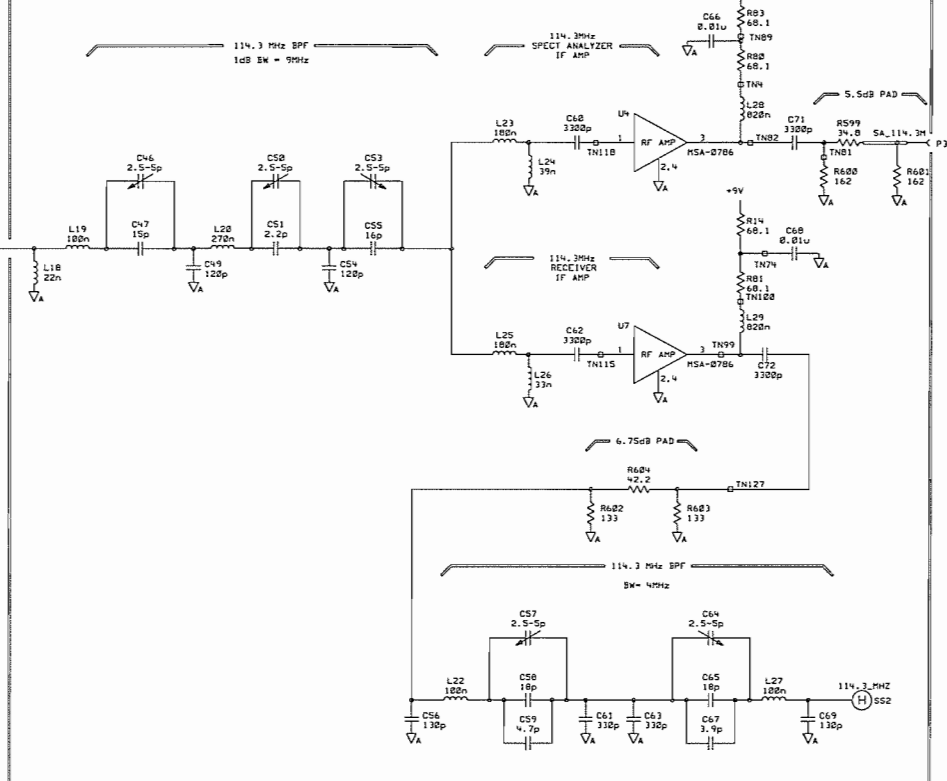 R83
68.1
C66
0.01u
TN89
R80
68.1
TN4
L28
820n
114.3 MHz BPF
1dB BW = 9MHz
114.3MHz
SPECT ANALYZER
IF AMP
5.5dB PAD
L23
180n
C60
3300p
U4
1
TN118
RF AMP
3
MSA-0786
2,4
A
TN82
C71
3300p
R599
34.8
SA_114.3M
P3
TN81
R600
162
R601
162
L24
39n
C46
2.5-5p
C50
2.5-5p
C53
2.5-5p
L19
100n
C47
15p
L20
270n
C51
2.2p
C55
16p
L18
22n
C49
120p
C54
120p
+9V
R14
68.1
C68
0.01u
TN74
R81
68.1
TN100
L29
820n
114.3MHz
RECEIVER
IF AMP
L25
180n
C62
3300p
U7
1
TN115
RF AMP
3
MSA-0786
2,4
A
TN99
C72
3300p
L26
33n
6.75dB PAD
R604
42.2
TN127
R602
133
R603
133
114.3 MHz BPF
BW- 4MHz
C57
2.5-5p
C64
2.5-5p
L22
100n
C58
18p
C65
18p
L27
100n
114.3_MHZ
H
SS2
C56
130p
C59
4.7p
C61
330p
C63
330p
C67
3.9p
C69
130p